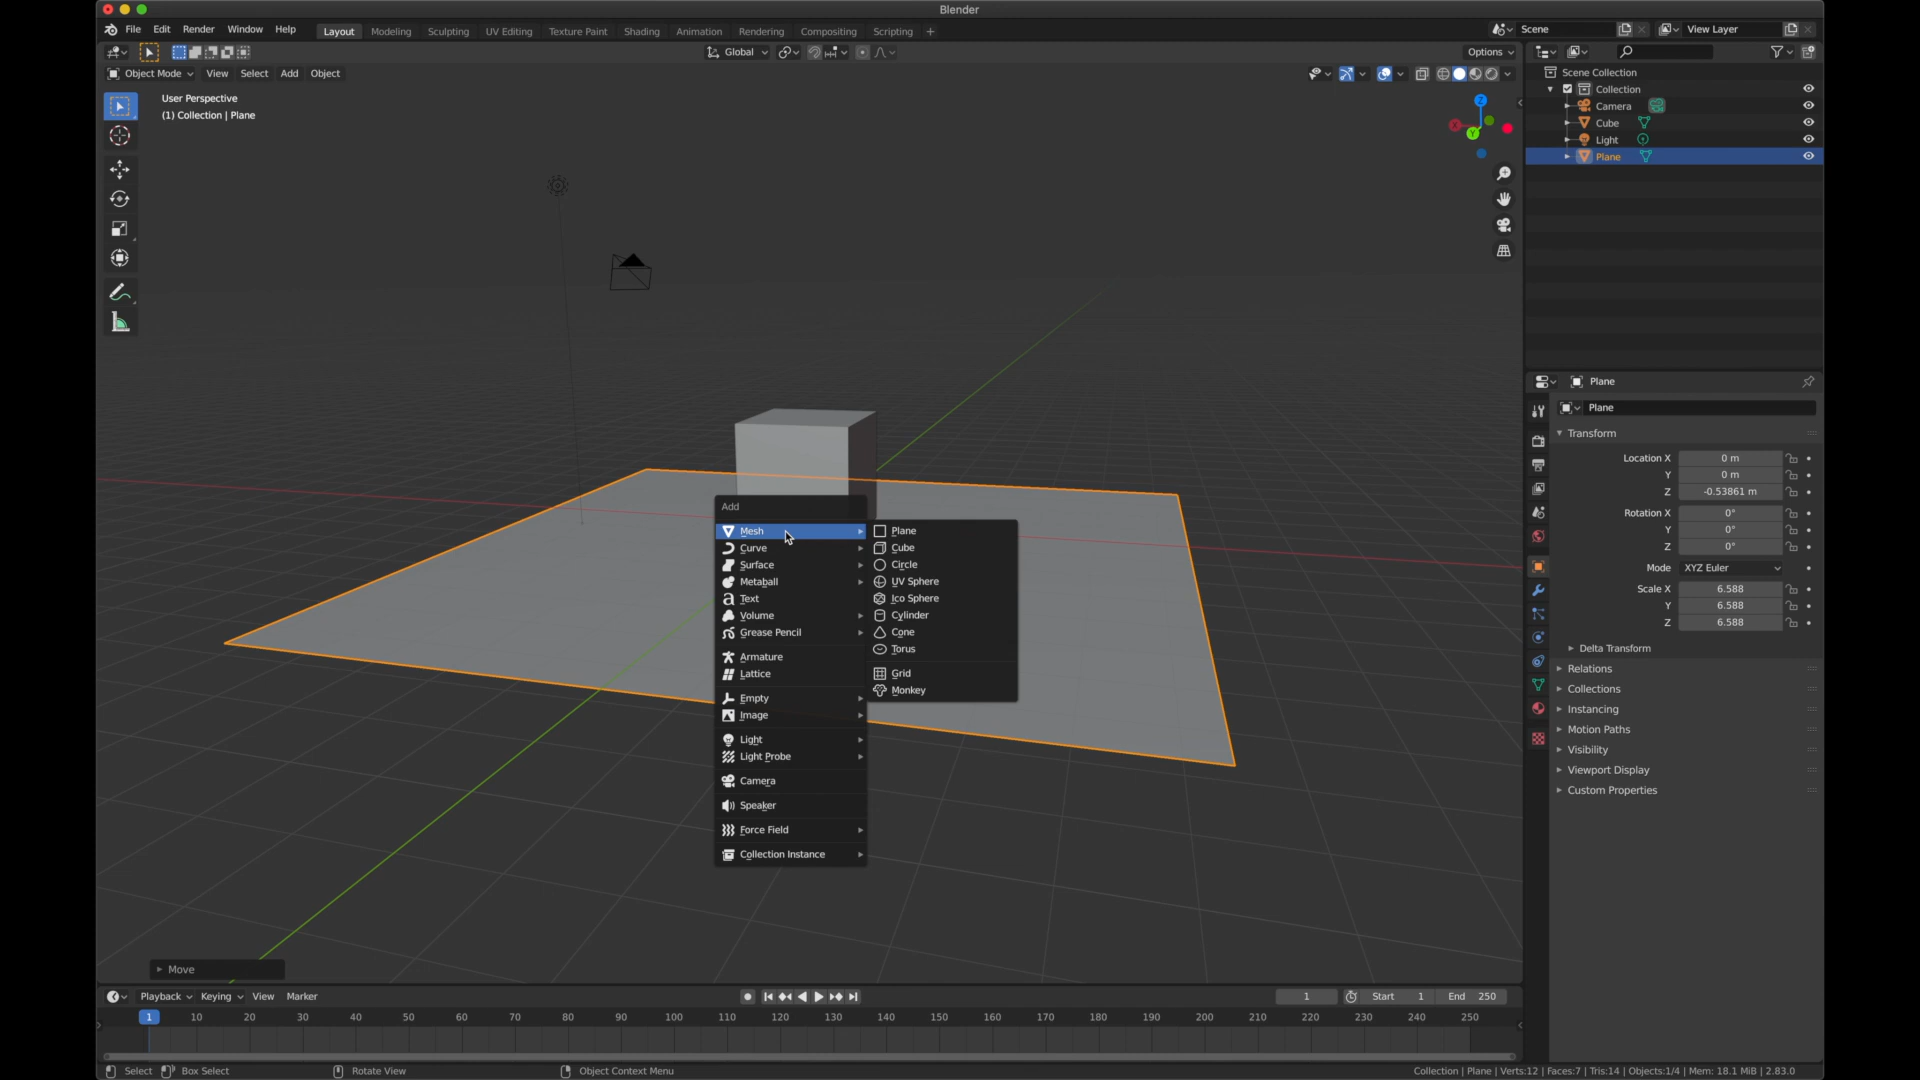 Blender
File Edit Render Window Help
Layout Modeling Sculpting UV Editing Texture Paint Shading Animation Rendering Compositing Scripting +
Scene
View Layer
Global
Options
Object Mode View Select Add Object
User Perspective
(1) Collection | Plane
Z
X
Y
Scene Collection
Collection
Camera
Cube
Light
Plane
Add
Mesh
Curve
Surface
Metaball
Text
Volume
Grease Pencil
Armature
Lattice
Empty
Image
Light
Light Probe
Camera
Speaker
Force Field
Collection Instance
Plane
Cube
Circle
UV Sphere
Ico Sphere
Cylinder
Cone
Torus
Grid
Monkey
Plane
Plane
Transform
Location X 0 m
Y 0 m
Z -0.53861 m
Rotation X 0°
Y 0°
Z 0°
Mode XYZ Euler
Scale X 6.588
Y 6.588
Z 6.588
Delta Transform
Relations
Collections
Instancing
Motion Paths
Visibility
Viewport Display
Custom Properties
Move
Playback Keying View Marker
1
Start 1
End 250
1 10 20 30 40 50 60 70 80 90 100 110 120 130 140 150 160 170 180 190 200 210 220 230 240 250
Select Box Select Rotate View Object Context Menu
Collection | Plane | Verts:12 | Faces:7 | Tris:14 | Objects:1/4 | Mem: 18.1 MiB | 2.83.0